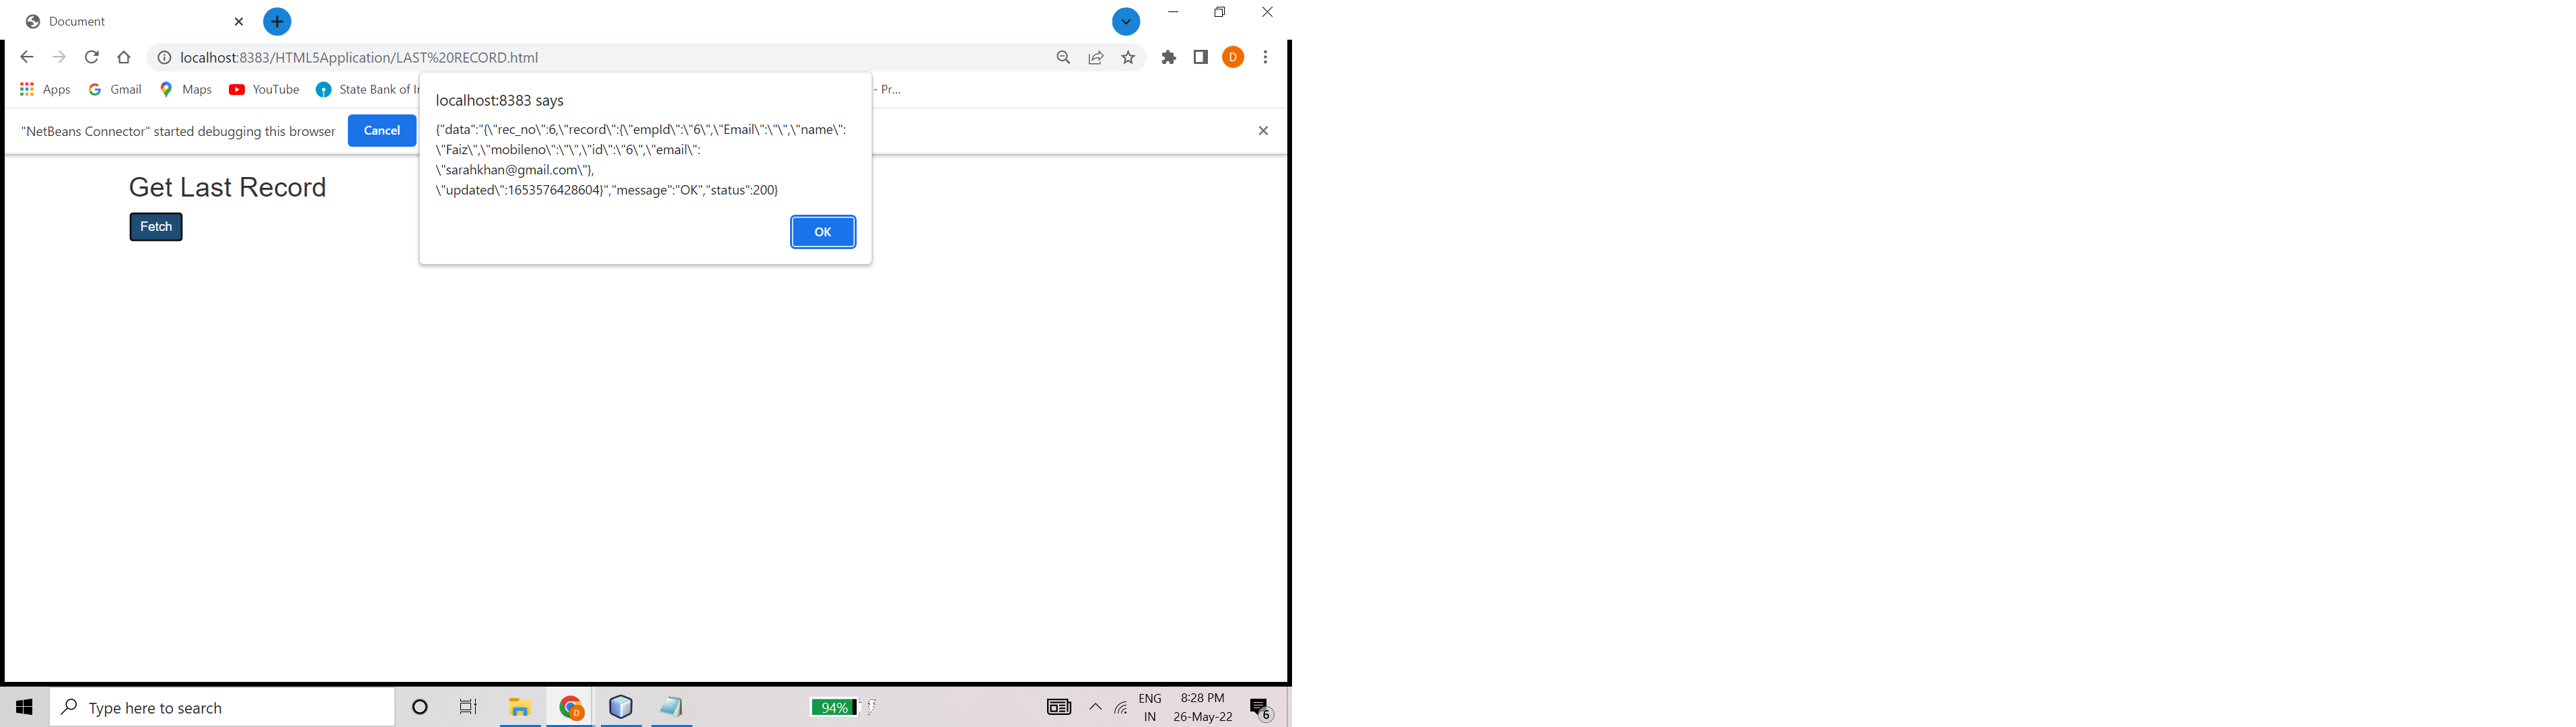 Document
localhost:8383/HTML5Application/LAST%20RECORD.html
D
Apps Gmail Maps YouTube State Bank of - Pr...
"NetBeans Connector" started debugging this browser Cancel
localhost:8383 says
{"data":"{\"rec_no\":6,\"record\":{\"empId\":\"6\",\"Email\":\"\",\"name\":
\"Faiz\",\"mobileno\":\"\",\"id\":\"6\",\"email\":
\"sarahkhan@gmail.com\"},
\"updated\":1653576428604}","message":"OK","status":200}
OK
Get Last Record
Fetch
Type here to search
D
94%
ENG
IN
8:28 PM
26-May-22
6